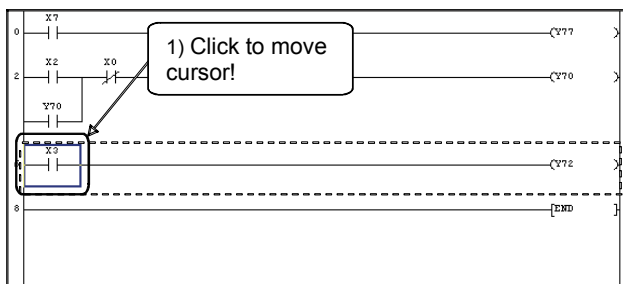 X7
0 (Y77 )
1) Click to move
cursor!
X2 X0
2 (Y70 )
Y70
X3
(Y72 )
8 [END ]